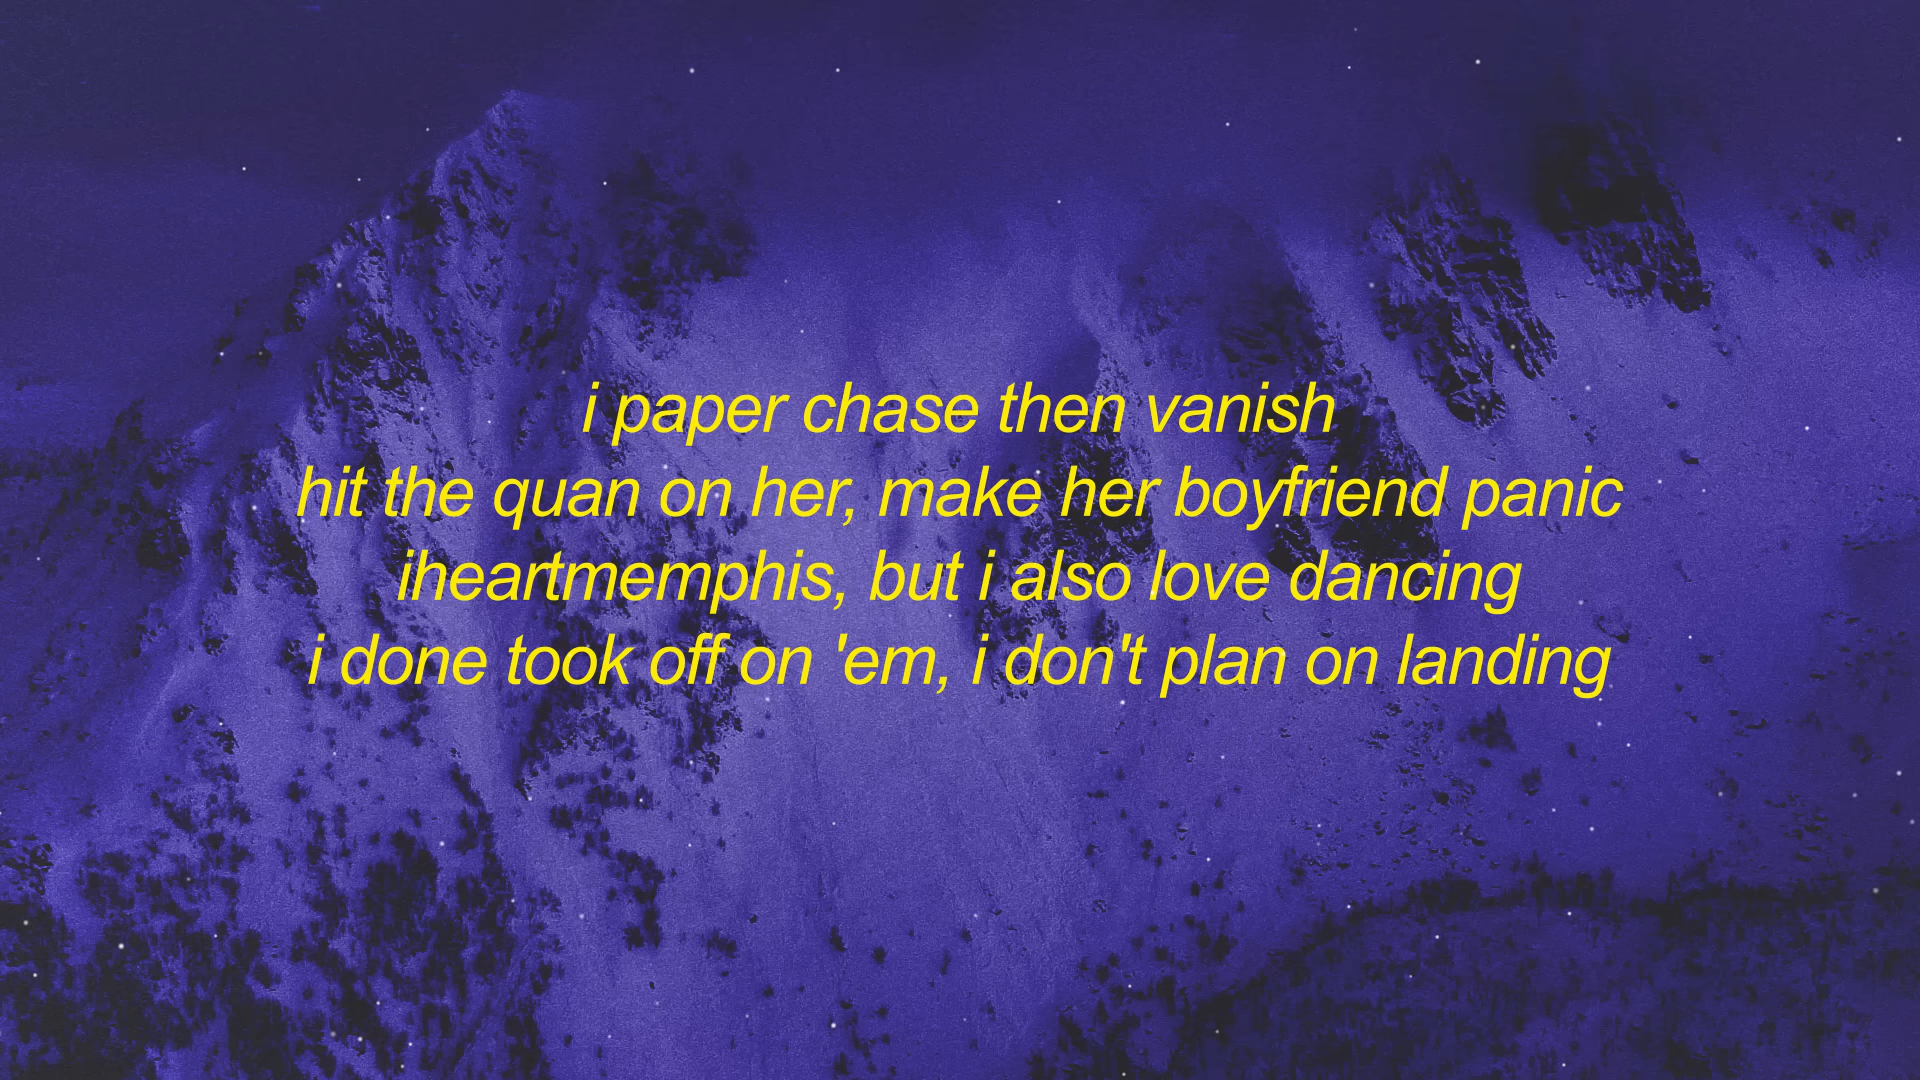 i paper chase then vanish
hit the quan on her, make her boyfriend panic
iheartmemphis, but i also love dancing
i done took off on 'em, i don't plan on landing